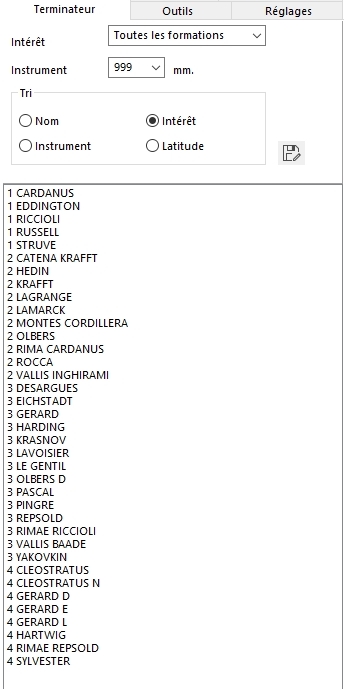 Terminateur Outils Réglages
Intérêt Toutes les formations
Instrument 999 mm.
Tri
Nom Intérêt
Instrument Latitude
1 CARDANUS
1 EDDINGTON
1 RICCIOLI
1 RUSSELL
1 STRUVE
2 CATENA KRAFFT
2 HEDIN
2 KRAFFT
2 LAGRANGE
2 LAMARCK
2 MONTES CORDILLERA
2 OLBERS
2 RIMA CARDANUS
2 ROCCA
2 VALLIS INGHIRAMI
3 DESARGUES
3 EICHSTADT
3 GERARD
3 HARDING
3 KRASNOV
3 LAVOISIER
3 LE GENTIL
3 OLBERS D
3 PASCAL
3 PINGRE
3 REPSOLD
3 RIMAE RICCIOLI
3 VALLIS BAADE
3 YAKOVKIN
4 CLEOSTRATUS
4 CLEOSTRATUS N
4 GERARD D
4 GERARD E
4 GERARD L
4 HARTWIG
4 RIMAE REPSOLD
4 SYLVESTER